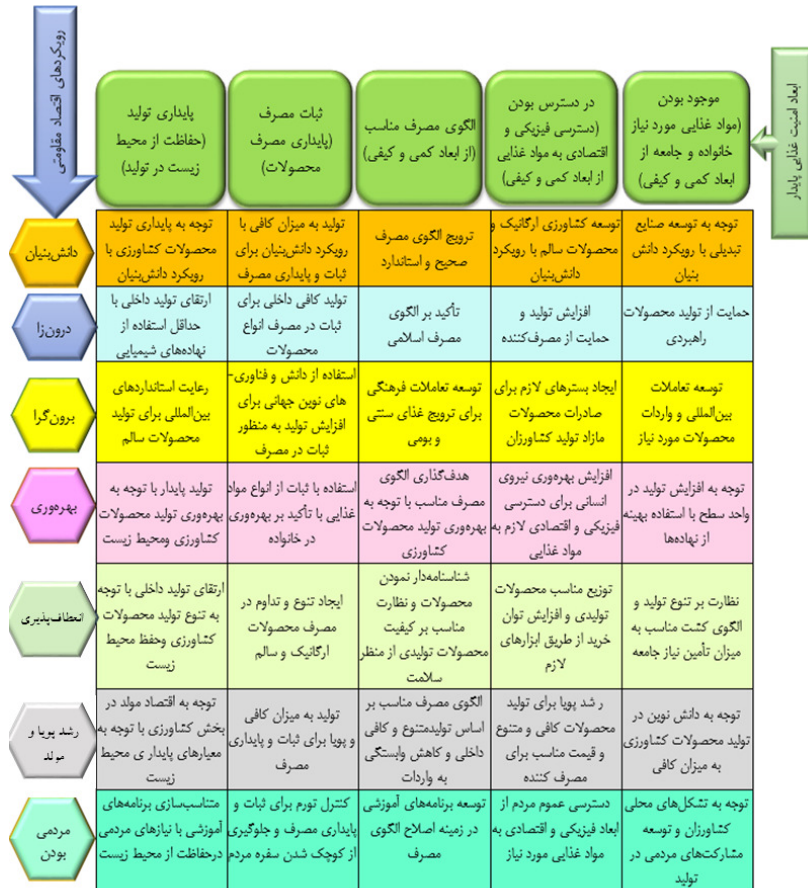 رویکردهای اقتصاد مقاومتی
ابعاد امنیت غذایی پایدار
موجود بودن
(مواد غذایی مورد نیاز
خانواده و جامعه از
ابعاد کمی و کیفی)
در دسترس بودن
(دسترسی فیزیکی و
اقتصادی به مواد غذایی
از ابعاد کمی و کیفی)
الگوی مصرف مناسب
(از ابعاد کمی و کیفی)
ثبات مصرف
(پایداری مصرف
محصولات)
پایداری تولید
(حفاظت از محیط
زیست در تولید)
دانش‌بنیان
توجه به توسعه صنایع
تبدیلی با رویکرد دانش
بنیان
توسعه کشاورزی ارگانیک و
محصولات سالم با رویکرد
دانش‌بنیان
ترویج الگوی مصرف
صحیح و استاندارد
تولید به میزان کافی با
رویکرد دانش‌بنیان برای
ثبات و پایداری مصرف
توجه به پایداری تولید
محصولات کشاورزی با
رویکرد دانش‌بنیان
درون‌زا
حمایت از تولید محصولات
راهبردی
افزایش تولید و
حمایت از مصرف‌کننده
تأکید بر الگوی
مصرف اسلامی
تولید کافی داخلی برای
ثبات در مصرف انواع
محصولات
ارتقای تولید داخلی با
حداقل استفاده از
نهاده‌های شیمیایی
برون‌گرا
توسعه تعاملات
بین‌المللی و واردات
محصولات مورد نیاز
ایجاد بسترهای لازم برای
صادرات محصولات
مازاد تولید کشاورزان
توسعه تعاملات فرهنگی
برای ترویج غذای سنتی
و بومی
استفاده از دانش و فناوری-
های نوین جهانی برای
افزایش تولید به منظور
ثبات در مصرف
رعایت استانداردهای
بین‌المللی برای تولید
محصولات سالم
بهره‌وری
توجه به افزایش تولید در
واحد سطح با استفاده بهینه
از نهاده‌ها
افزایش بهره‌وری نیروی
انسانی برای دسترسی
فیزیکی و اقتصادی لازم به
مواد غذایی
هدف‌گذاری الگوی
مصرف مناسب با توجه به
بهره‌وری تولید محصولات
کشاورزی
استفاده با ثبات از انواع مواد
غذایی با تأکید بر بهره‌وری
در خانواده
تولید پایدار با توجه به
بهره‌وری تولید محصولات
کشاورزی ومحیط زیست
انعطاف‌پذیری
نظارت بر تنوع تولید و
الگوی کشت مناسب به
میزان تأمین نیاز جامعه
توزیع مناسب محصولات
تولیدی و افزایش توان
خرید از طریق ابزارهای
لازم
شناسنامه‌دار نمودن
محصولات و نظارت
مناسب بر کیفیت
محصولات تولیدی از منظر
سلامت
ایجاد تنوع و تداوم در
مصرف محصولات
ارگانیک و سالم
ارتقای تولید داخلی با توجه
به تنوع تولید محصولات
کشاورزی وحفظ محیط
زیست
رشد پویا و
مولد
توجه به دانش نوین در
تولید محصولات کشاورزی
به میزان کافی
ر شد پویا برای تولید
محصولات کافی و متنوع
و قیمت مناسب برای
مصرف کننده
الگوی مصرف مناسب بر
اساس تولیدمتنوع و کافی
داخلی و کاهش وابستگی
به واردات
تولید به میزان کافی
و پویا برای ثبات و پایداری
مصرف
توجه به اقتصاد مولد در
بخش کشاورزی با توجه به
معیارهای پایدار ی محیط
زیست
مردمی
بودن
توجه به تشکل‌های محلی
کشاورزان و توسعه
مشارکت‌های مردمی در
تولید
دسترسی عموم مردم از
ابعاد فیزیکی و اقتصادی به
مواد غذایی مورد نیاز
توسعه برنامه‌های آموزشی
در زمینه اصلاح الگوی
مصرف
کنترل تورم برای ثبات و
پایداری مصرف و جلوگیری
از کوچک شدن سفره مردم
متناسب‌سازی برنامه‌های
آموزشی با نیازهای مردمی
درحفاظت از محیط زیست